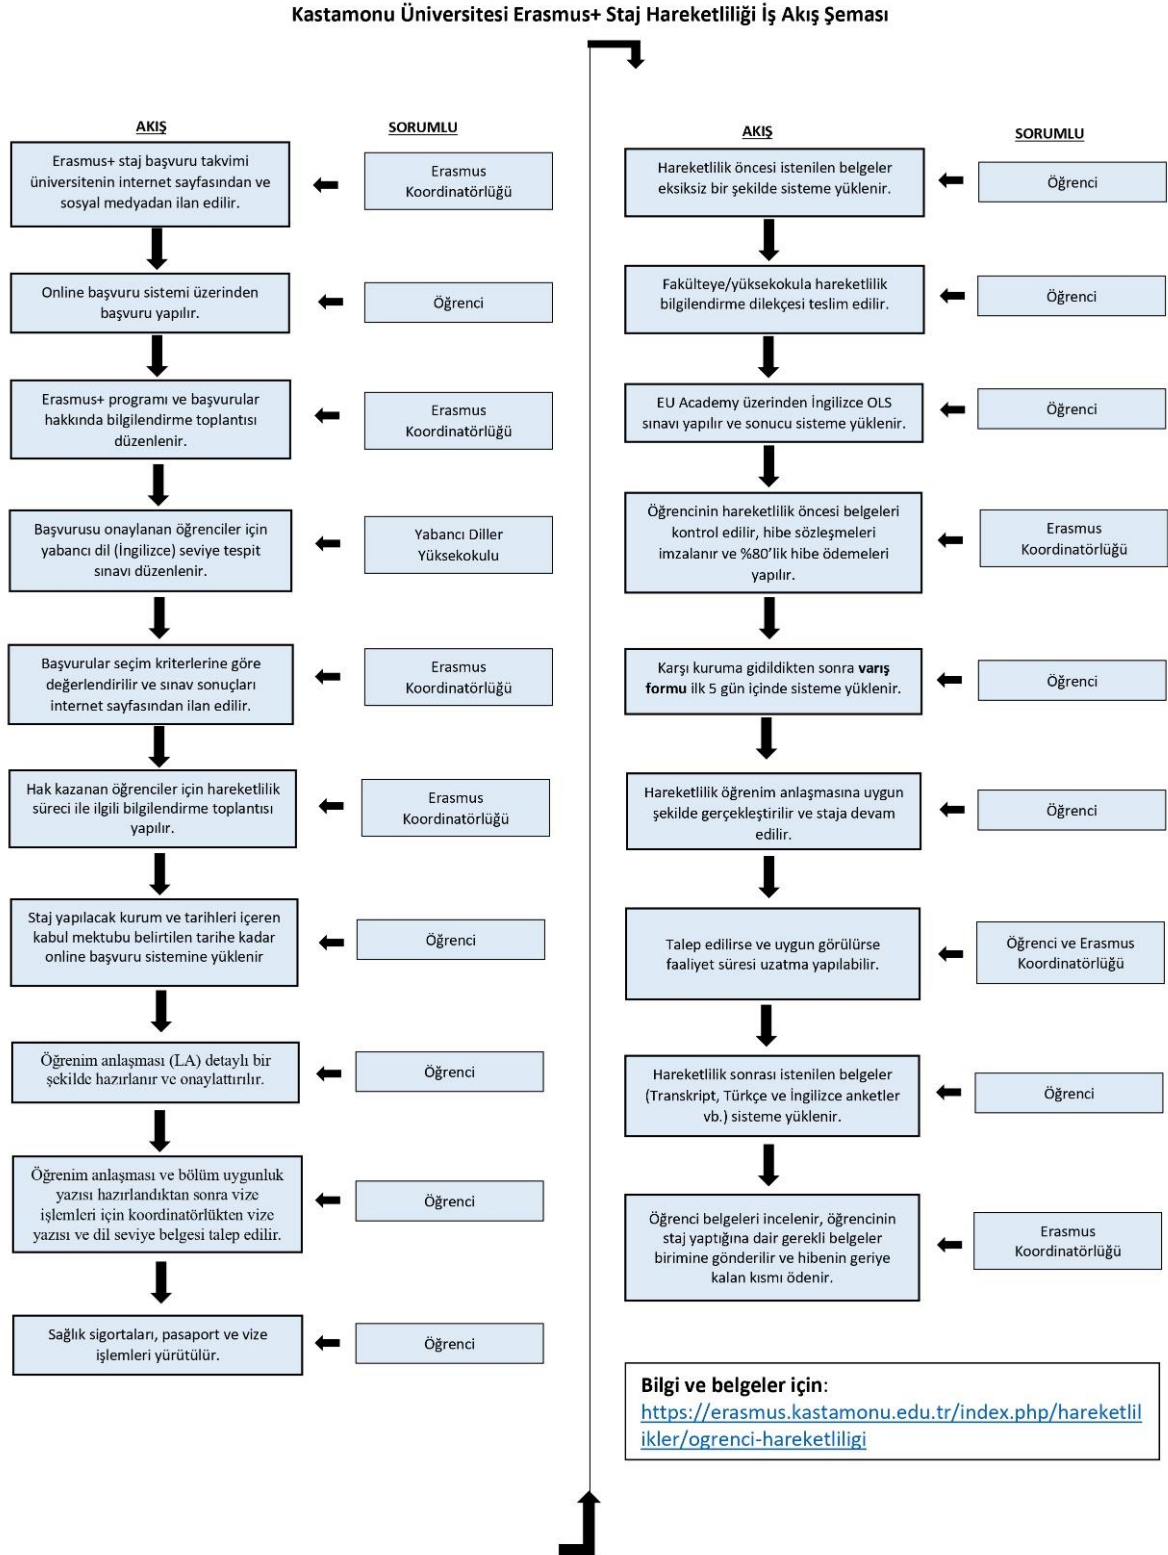 Kastamonu Üniversitesi Erasmus+ Staj Hareketliliği İş Akış Şeması
AKIŞ
SORUMLU
Erasmus+ staj başvuru takvimi
üniversitenin internet sayfasından ve
sosyal medyadan ilan edilir.
Erasmus
Koordinatörlüğü
Online başvuru sistemi üzerinden
başvuru yapılır.
Öğrenci
Erasmus+ programı ve başvurular
hakkında bilgilendirme toplantısı
düzenlenir.
Erasmus
Koordinatörlüğü
Başvurusu onaylanan öğrenciler için
yabancı dil (İngilizce) seviye tespit
sınavı düzenlenir.
Yabancı Diller
Yüksekokulu
Başvurular seçim kriterlerine göre
değerlendirilir ve sınav sonuçları
internet sayfasından ilan edilir.
Erasmus
Koordinatörlüğü
Hak kazanan öğrenciler için hareketlilik
süreci ile ilgili bilgilendirme toplantısı
yapılır.
Erasmus
Koordinatörlüğü
Staj yapılacak kurum ve tarihleri içeren
kabul mektubu belirtilen tarihe kadar
online başvuru sistemine yüklenir
Öğrenci
Öğrenim anlaşması (LA) detaylı bir
şekilde hazırlanır ve onaylattırılır.
Öğrenci
Öğrenim anlaşması ve bölüm uygunluk
yazısı hazırlandıktan sonra vize
işlemleri için koordinatörlükten vize
yazısı ve dil seviye belgesi talep edilir.
Öğrenci
Sağlık sigortaları, pasaport ve vize
işlemleri yürütülür.
Öğrenci
AKIŞ
SORUMLU
Hareketlilik öncesi istenilen belgeler
eksiksiz bir şekilde sisteme yüklenir.
Öğrenci
Fakülteye/yüksekokula hareketlilik
bilgilendirme dilekçesi teslim edilir.
Öğrenci
EU Academy üzerinden İngilizce OLS
sınavı yapılır ve sonucu sisteme yüklenir.
Öğrenci
Öğrencinin hareketlilik öncesi belgeleri
kontrol edilir, hibe sözleşmeleri
imzalanır ve %80’lik hibe ödemeleri
yapılır.
Erasmus
Koordinatörlüğü
Karşı kuruma gidildikten sonra varış
formu ilk 5 gün içinde sisteme yüklenir.
Öğrenci
Hareketlilik öğrenim anlaşmasına uygun
şekilde gerçekleştirilir ve staja devam
edilir.
Öğrenci
Talep edilirse ve uygun görülürse
faaliyet süresi uzatma yapılabilir.
Öğrenci ve Erasmus
Koordinatörlüğü
Hareketlilik sonrası istenilen belgeler
(Transkript, Türkçe ve İngilizce anketler
vb.) sisteme yüklenir.
Öğrenci
Öğrenci belgeleri incelenir, öğrencinin
staj yaptığına dair gerekli belgeler
birimine gönderilir ve hibenin geriye
kalan kısmı ödenir.
Erasmus
Koordinatörlüğü
Bilgi ve belgeler için:
https://erasmus.kastamonu.edu.tr/index.php/hareketlil
ikler/ogrenci-hareketliligi